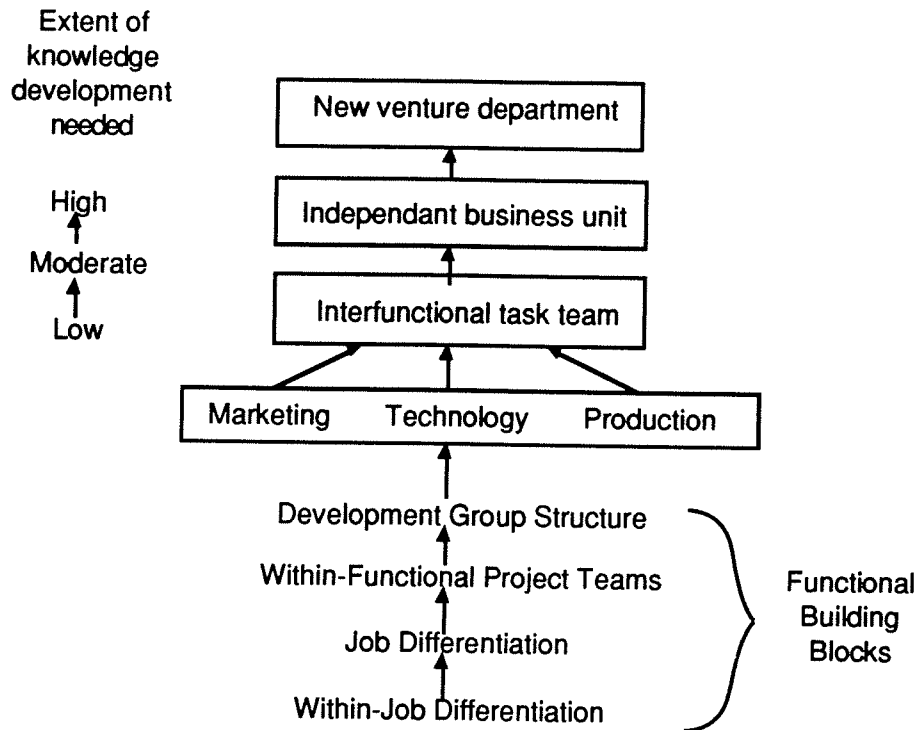 Extent of
knowledge
development
needed
New venture department
High
Independant business unit
Moderate
Interfunctional task team
Low
Marketing Technology Production
Development Group Structure
Within-Functional Project Teams
Functional
Building
Blocks
Job Differentiation
Within-Job Differentiation